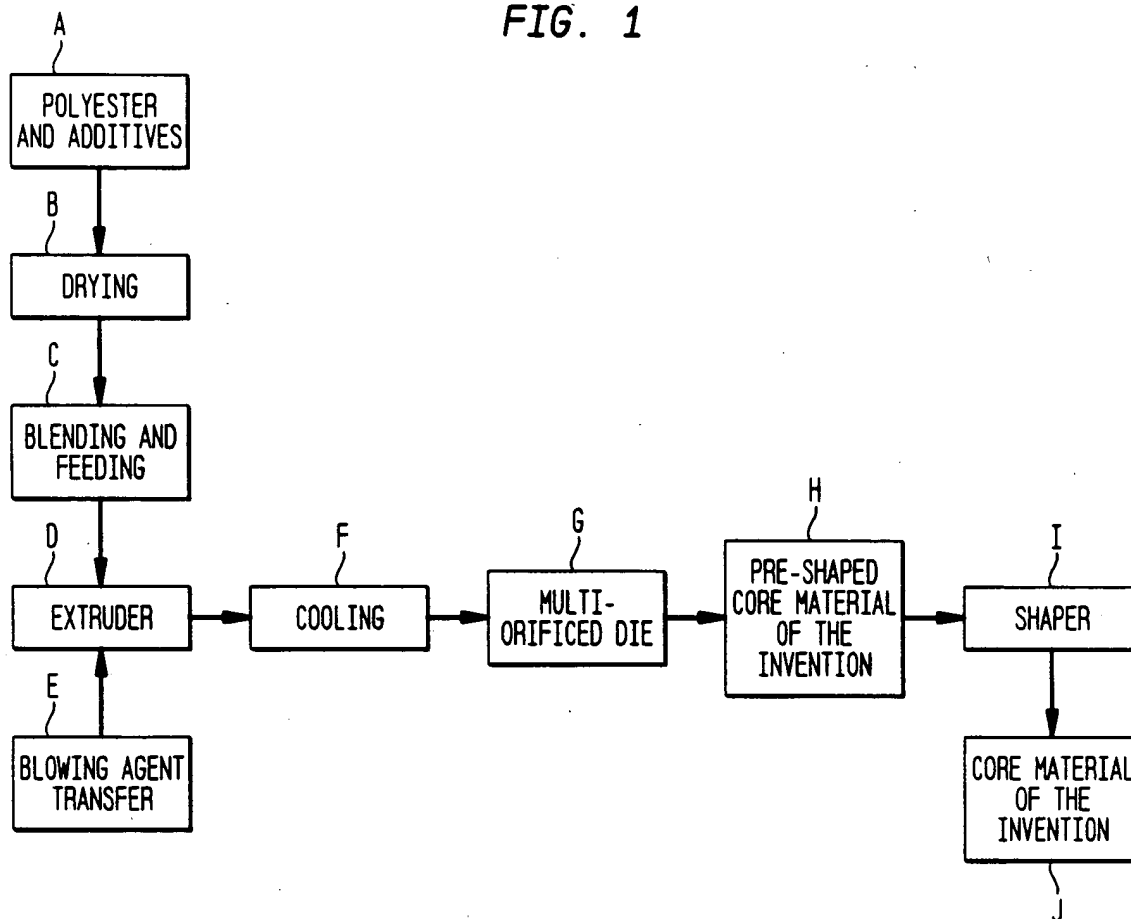 FIG. 1
A
POLYESTER
AND ADDITIVES
B
DRYING
C
BLENDING AND
FEEDING
D
EXTRUDER
E
BLOWING AGENT
TRANSFER
F
COOLING
G
MULTI-
ORIFICED DIE
H
PRE-SHAPED
CORE MATERIAL
OF THE
INVENTION
I
SHAPER
CORE MATERIAL
OF THE
INVENTION
J